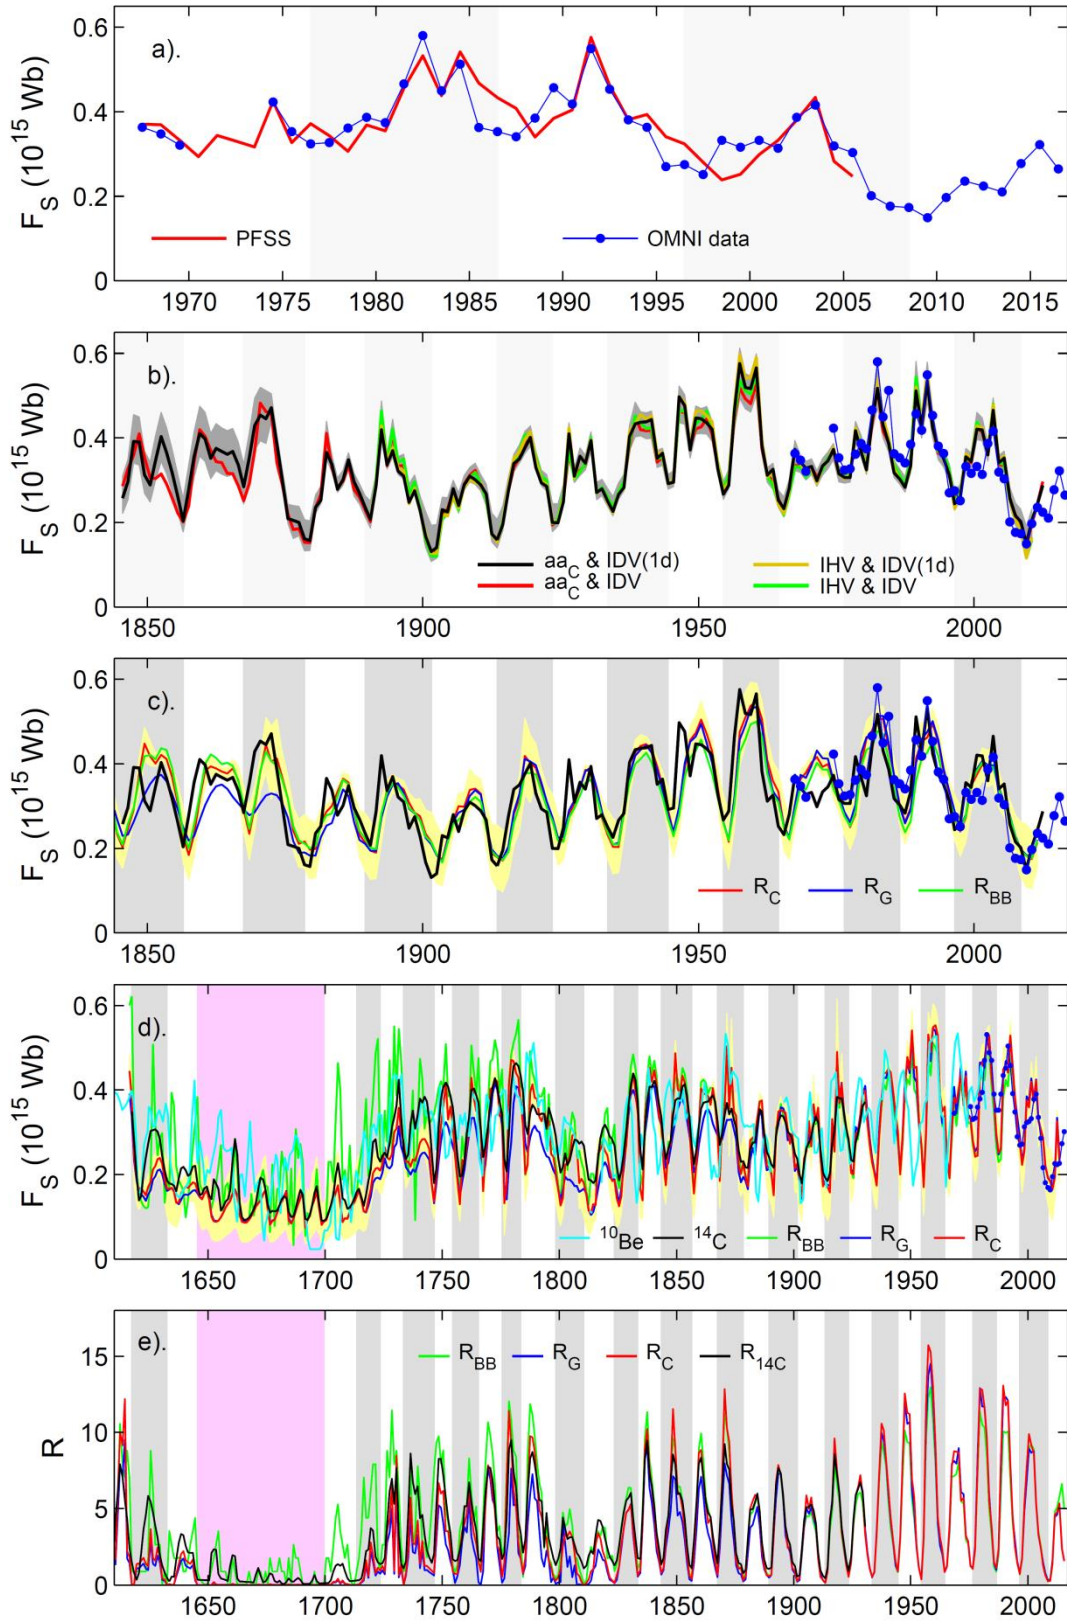 a).
F_S (10^15 Wb)
0.6
0.4
0.2
0
PFSS
OMNI data
1970 1975 1980 1985 1990 1995 2000 2005 2010 2015
b).
F_S (10^15 Wb)
0.6
0.4
0.2
0
aa_C & IDV(1d)
aa_C & IDV
IHV & IDV(1d)
IHV & IDV
1850 1900 1950 2000
c).
F_S (10^15 Wb)
0.6
0.4
0.2
0
R_C R_G R_BB
1850 1900 1950 2000
d).
F_S (10^15 Wb)
0.6
0.4
0.2
0
^10Be ^14C R_BB R_G R_C
1650 1700 1750 1800 1850 1900 1950 2000
e).
R_BB R_G R_C R_14C
R
15
10
5
0
1650 1700 1750 1800 1850 1900 1950 2000